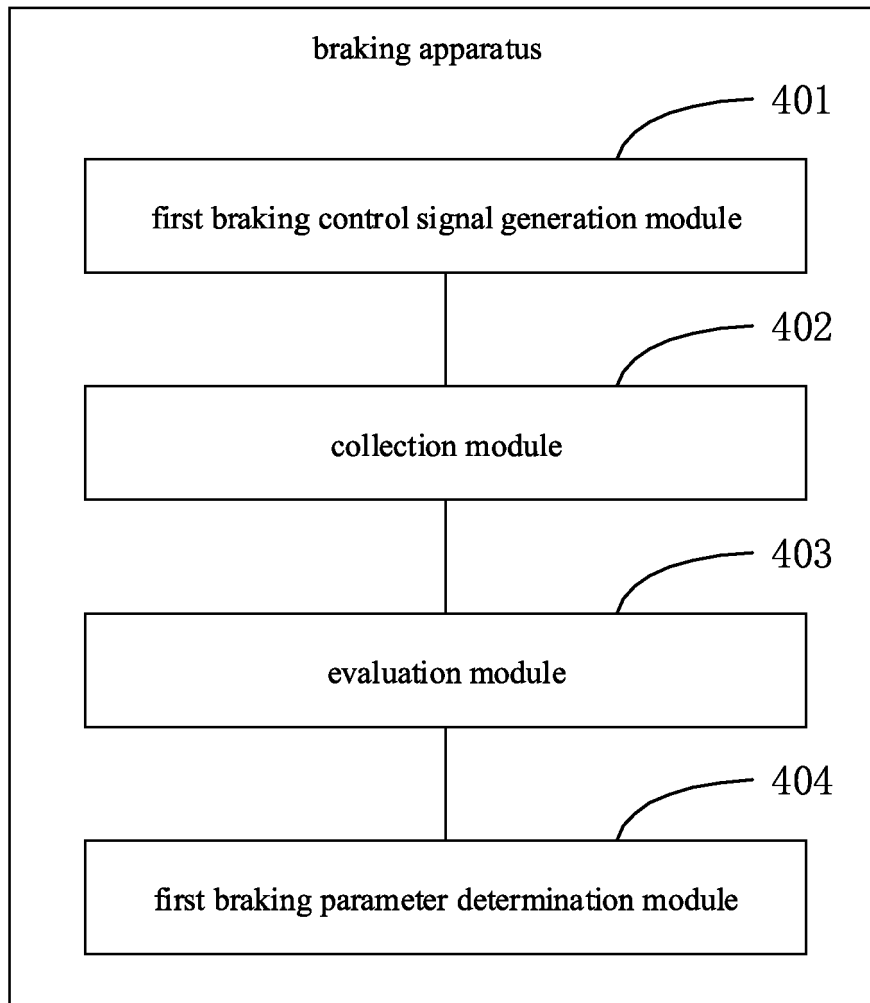 braking apparatus
401
first braking control signal generation module
402
collection module
403
evaluation module
404
first braking parameter determination module